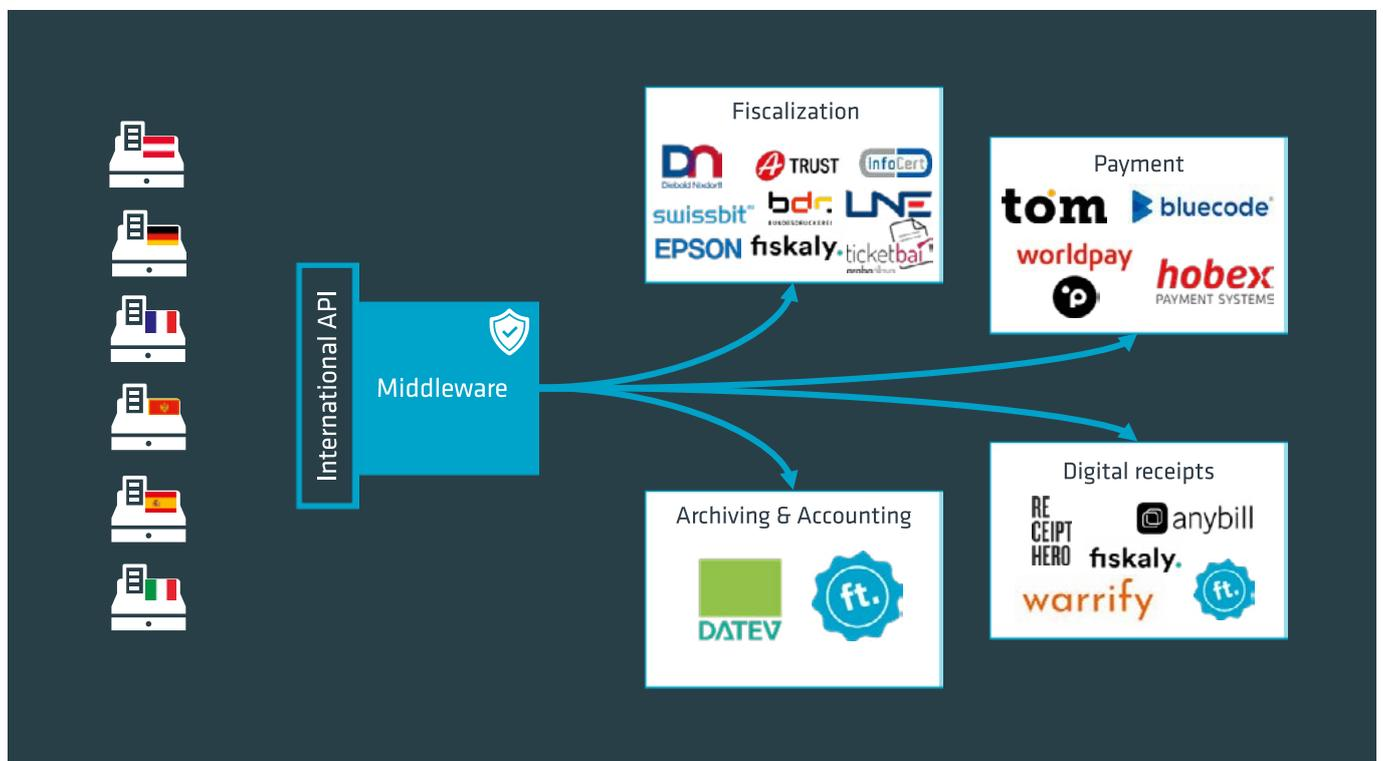 International API
Middleware
Fiscalization
DN
Diebold Nixdorf
A TRUST
InfoCert
swissbit
bdr.
BUNDESDRUCKEREI
LNE
EPSON
fiskaly.
ticketbai
Payment
tom
bluecode
worldpay
p
hobex
PAYMENT SYSTEMS
Archiving & Accounting
DATEV
ft.
Digital receipts
RE
CEIPT
HERO
anybill
fiskaly.
warrify
ft.